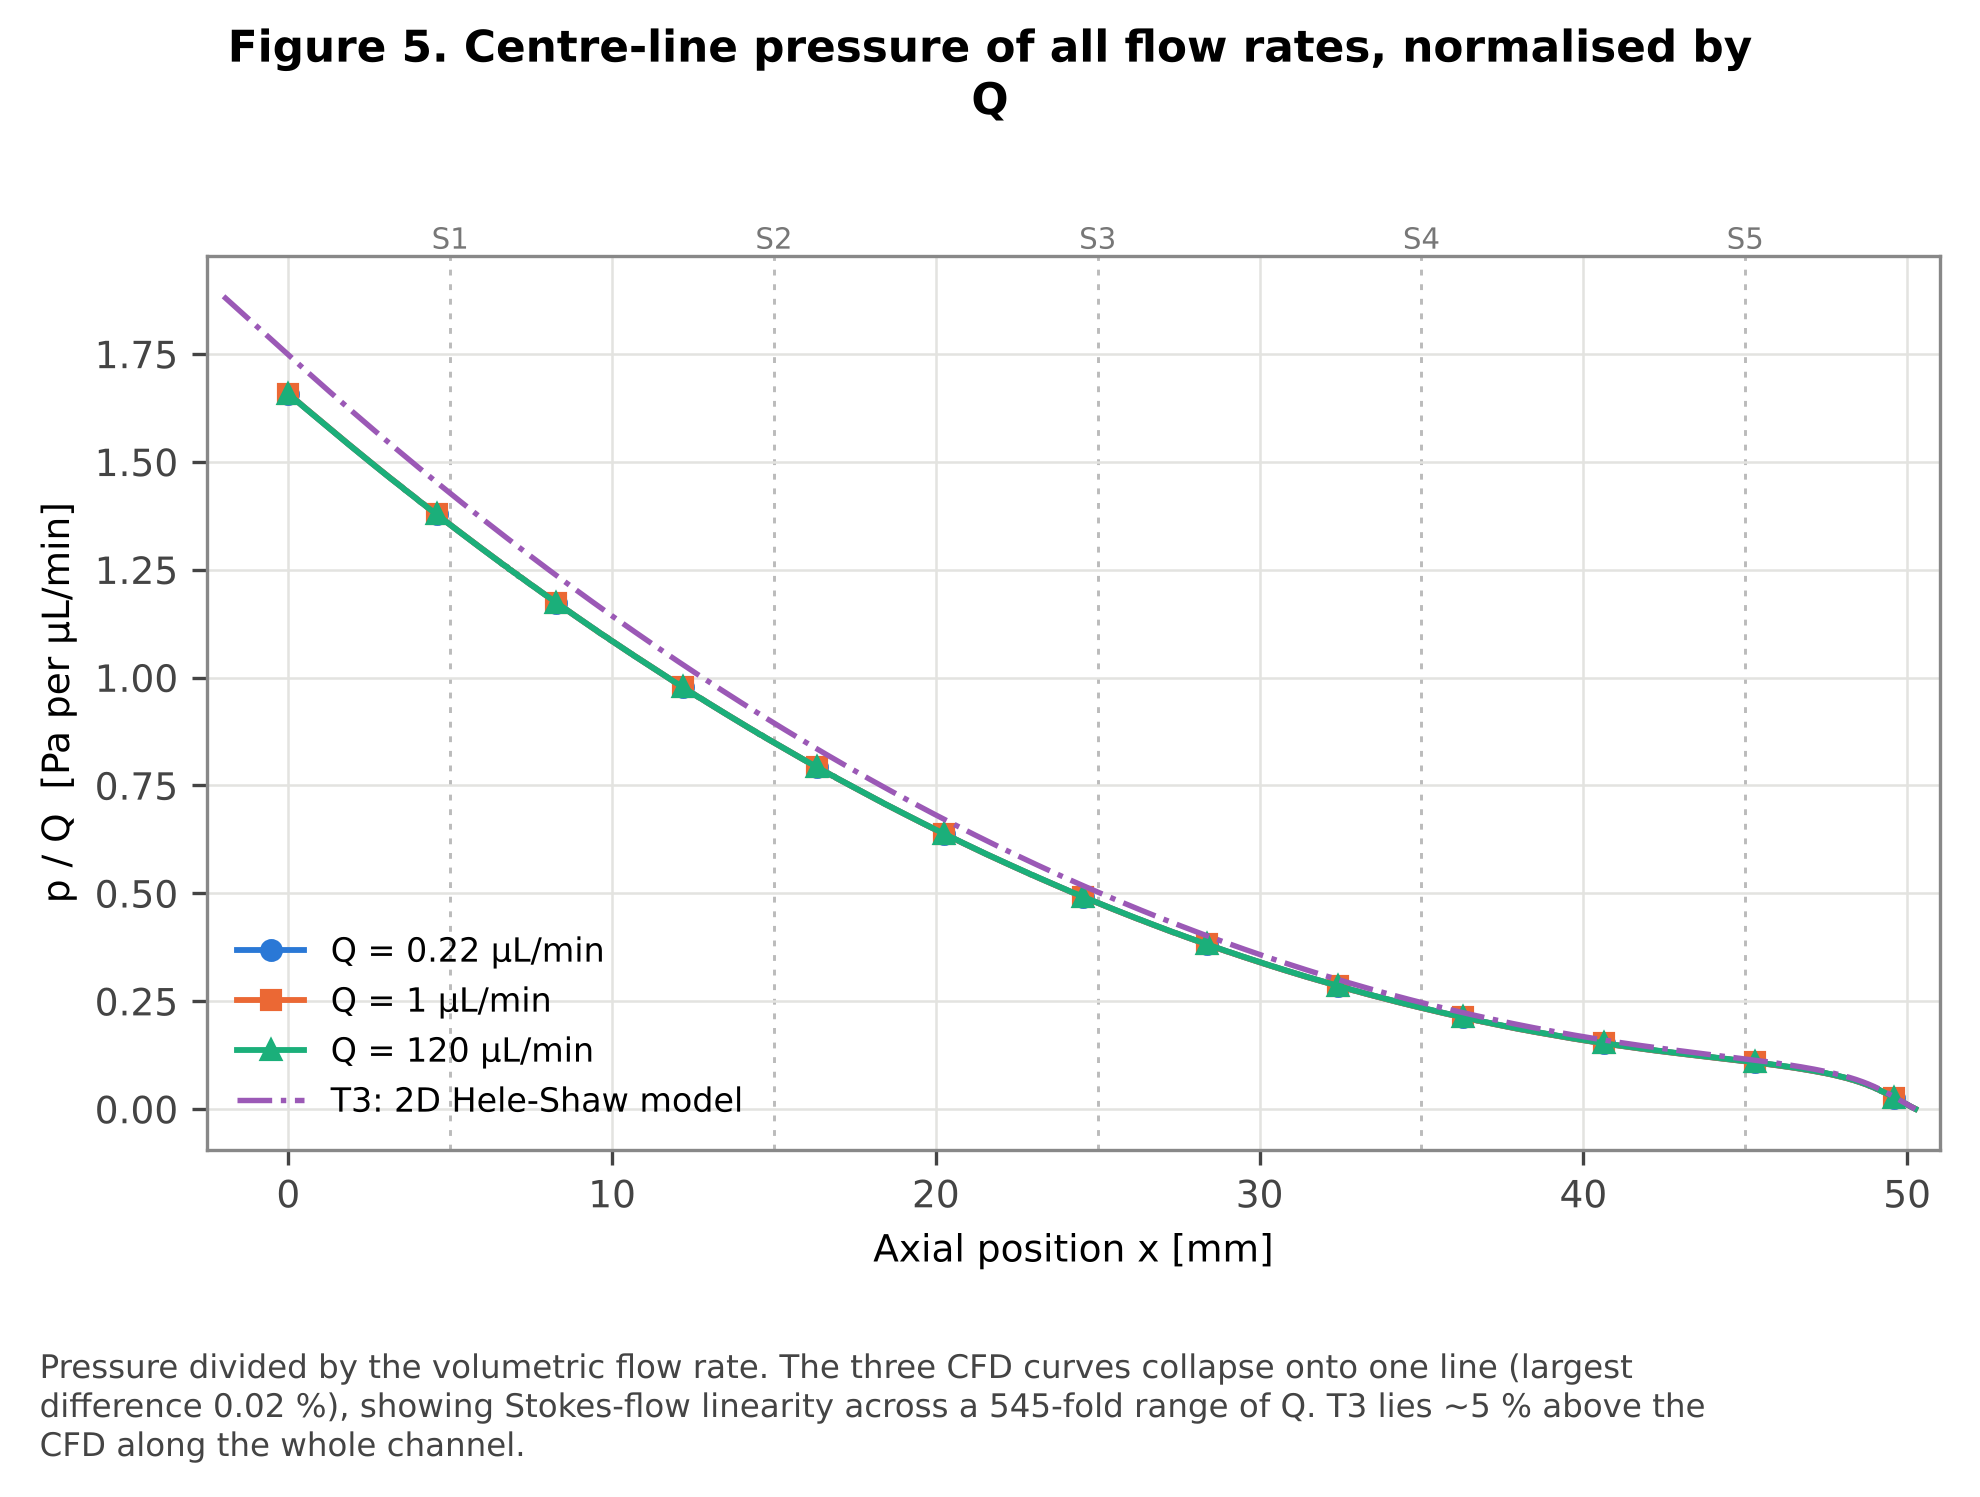 Figure 5. Centre-line pressure of all flow rates, normalised by
Q
S1 S2 S3 S4 S5
1.75
1.50
1.25
1.00
0.75
0.50
0.25
0.00
p / Q  [Pa per µL/min]
Q = 0.22 µL/min
Q = 1 µL/min
Q = 120 µL/min
T3: 2D Hele-Shaw model
0 10 20 30 40 50
Axial position x [mm]
Pressure divided by the volumetric flow rate. The three CFD curves collapse onto one line (largest
difference 0.02 %), showing Stokes-flow linearity across a 545-fold range of Q. T3 lies ~5 % above the
CFD along the whole channel.